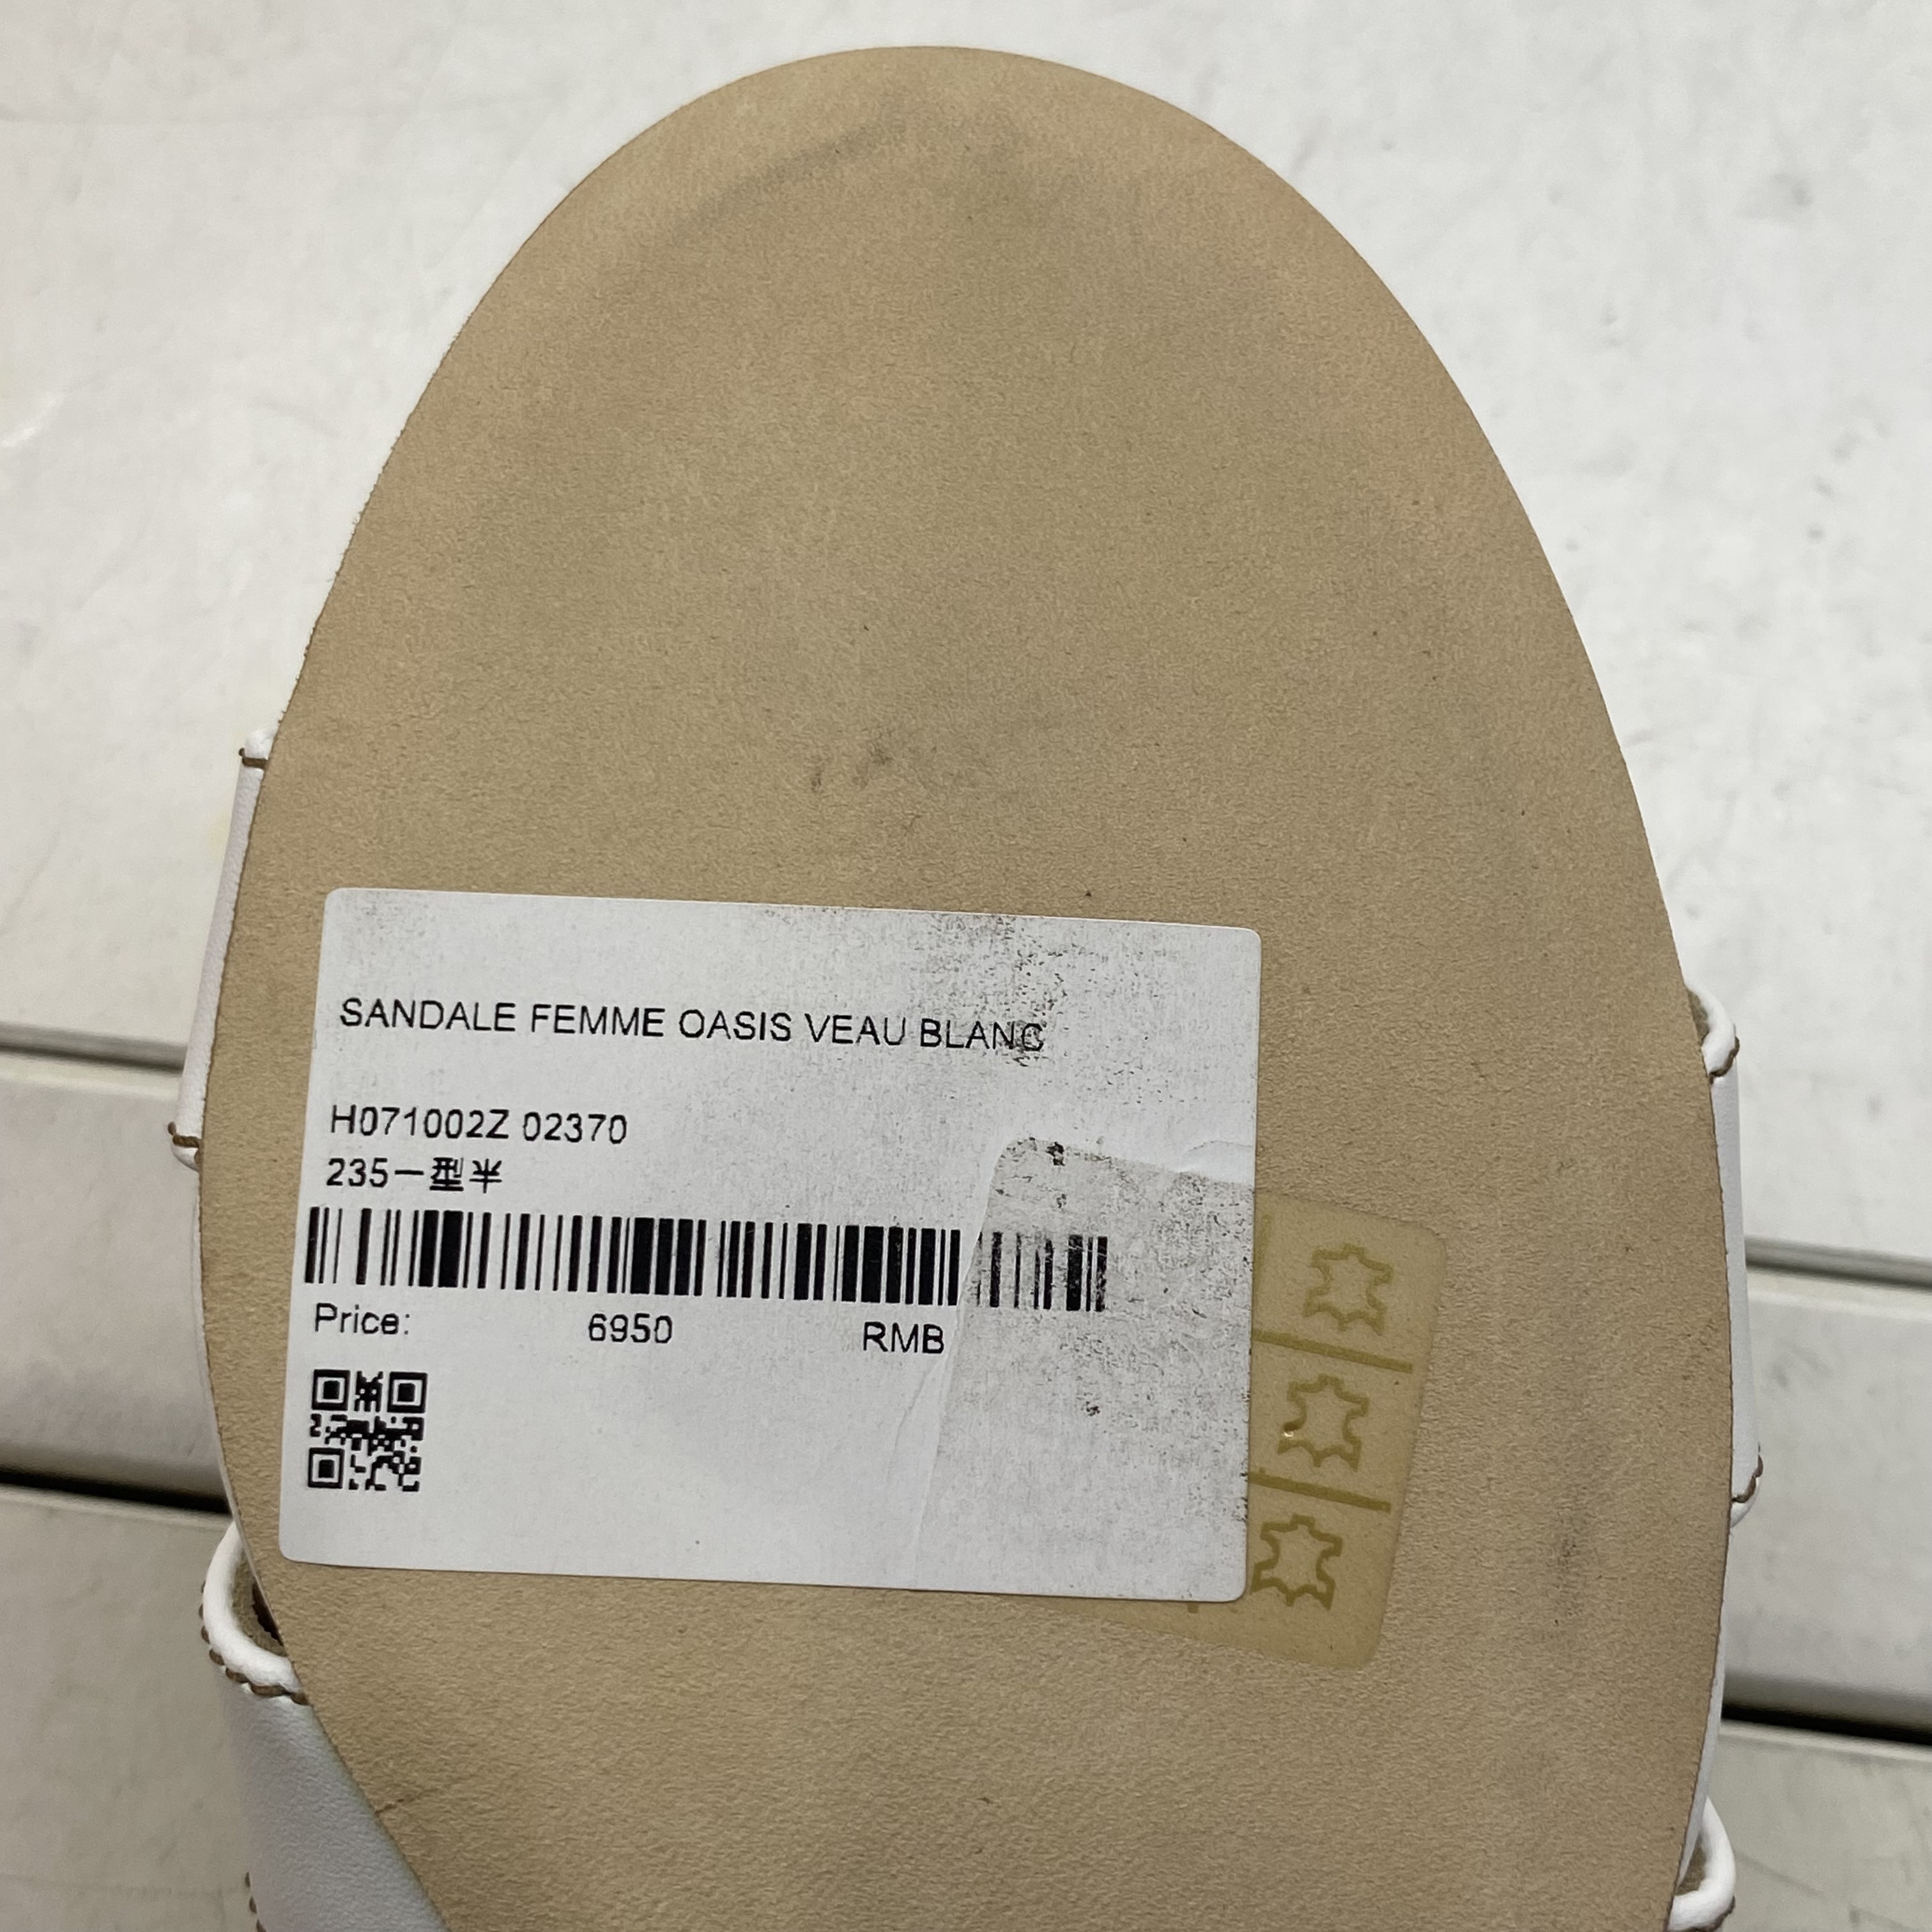 SANDALE FEMME OASIS VEAU BLANC
H071002Z 02370
235一型半
Price: 6950 RMB